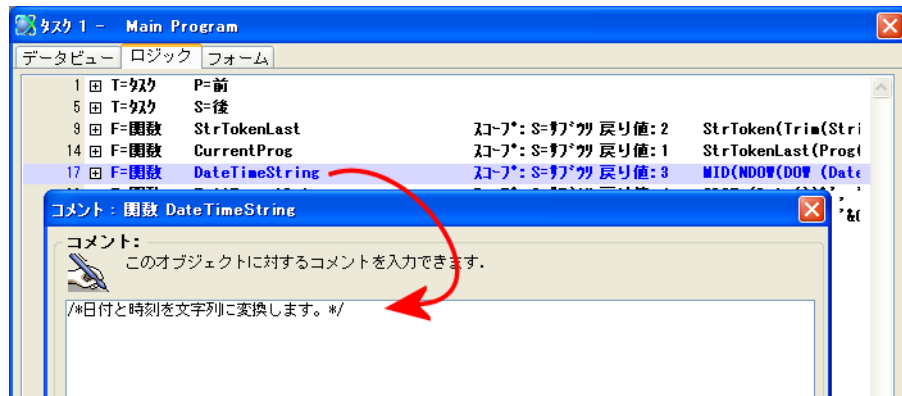 タスク 1 - Main Program
データビュー ロジック フォーム
1 T=タスク P=前
5 T=タスク S=後
9 F=関数 StrTokenLast スコープ: S=サブツリ 戻り値: 2 StrToken(Trim(Stri
14 F=関数 CurrentProg スコープ: S=サブツリ 戻り値: 1 StrTokenLast(Prog(
17 F=関数 DateTimeString スコープ: S=サブツリ 戻り値: 3 MID(NDOW(DOW (Date
コメント : 関数 DateTimeString
コメント:
このオブジェクトに対するコメントを入力できます.
/*日付と時刻を文字列に変換します。*/